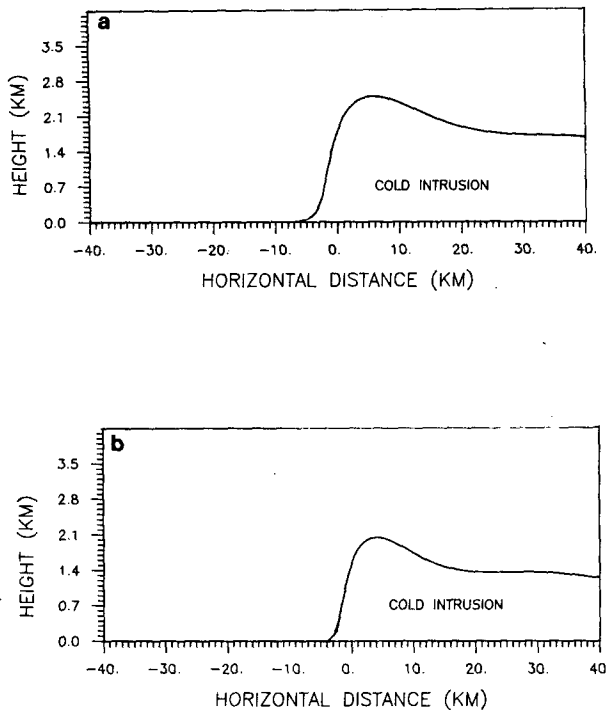 a
3.5
2.8
2.1
1.4
0.7
0.0
HEIGHT (KM)
COLD INTRUSION
-40. -30. -20. -10. 0. 10. 20. 30. 40
HORIZONTAL DISTANCE (KM)
b
3.5
2.8
2.1
1.4
0.7
0.0
HEIGHT (KM)
COLD INTRUSION
-40. -30. -20. -10. 0. 10. 20. 30. 40
HORIZONTAL DISTANCE (KM)